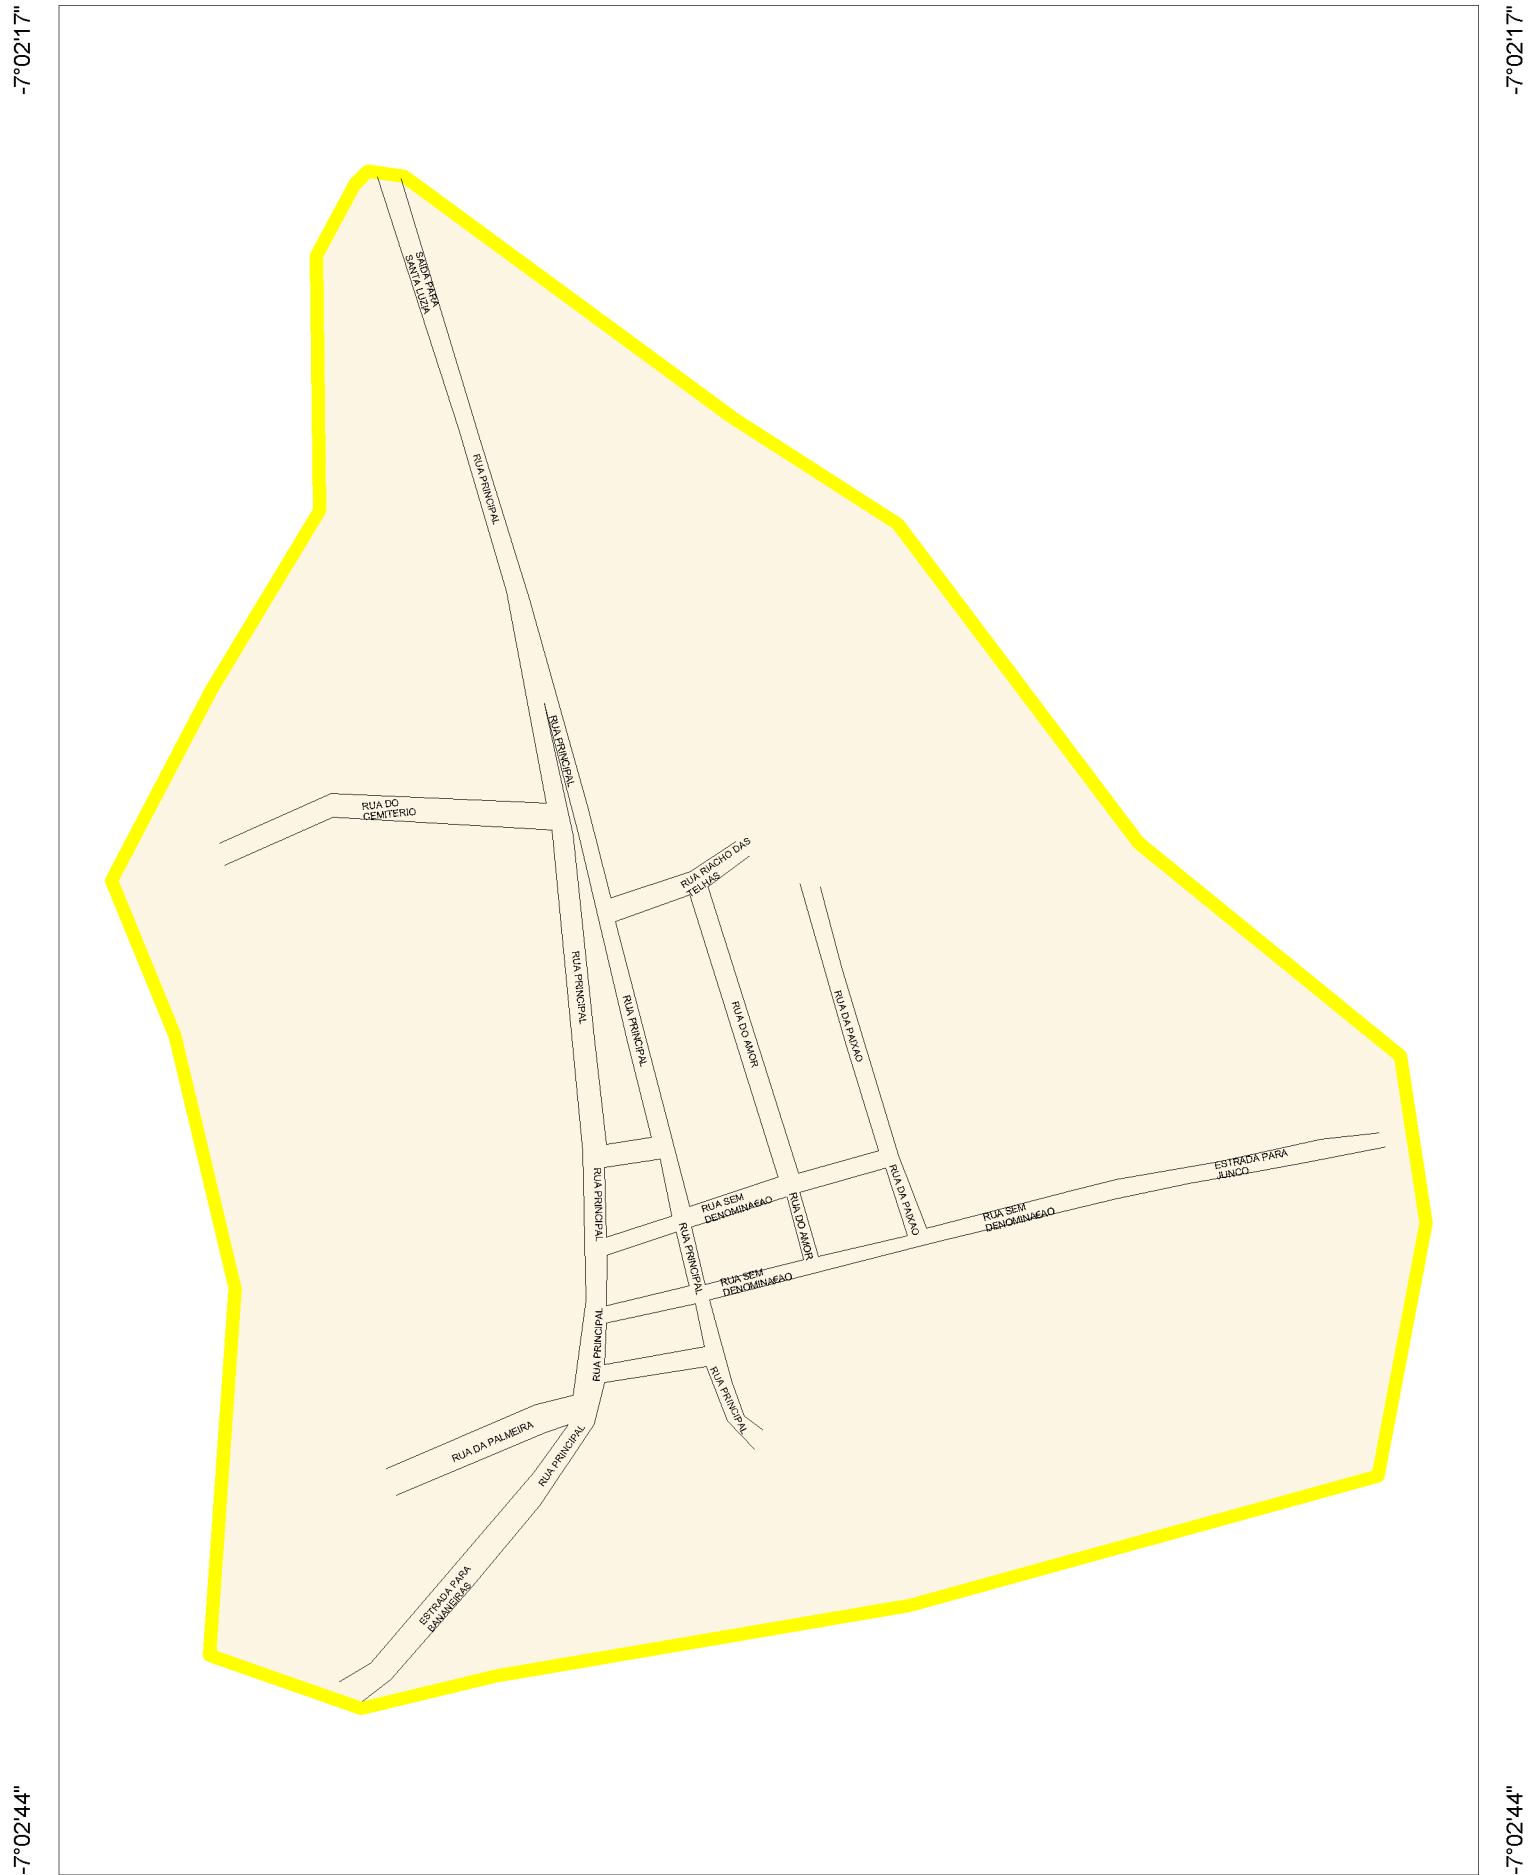 -7°02'17"
-7°02'17"
SAIDA PARA
SANTA LUZIA
RUA PRINCIPAL
RUA PRINCIPAL
RUA DO
CEMITERIO
RUA RIACHO DAS
TELHAS
RUA PRINCIPAL
RUA PRINCIPAL
RUA DO AMOR
RUA DA PAIXAO
ESTRADA PARA
JUNCO
RUA PRINCIPAL
RUA SEM
DENOMINAÇAO
RUA DO AMOR
RUA DA PAIXAO
RUA SEM
DENOMINAÇAO
RUA PRINCIPAL
RUA SEM
DENOMINAÇAO
RUA PRINCIPAL
RUA PRINCIPAL
RUA DA PALMEIRA
RUA PRINCIPAL
ESTRADA PARA
BANANEIRAS
-7°02'44"
-7°02'44"